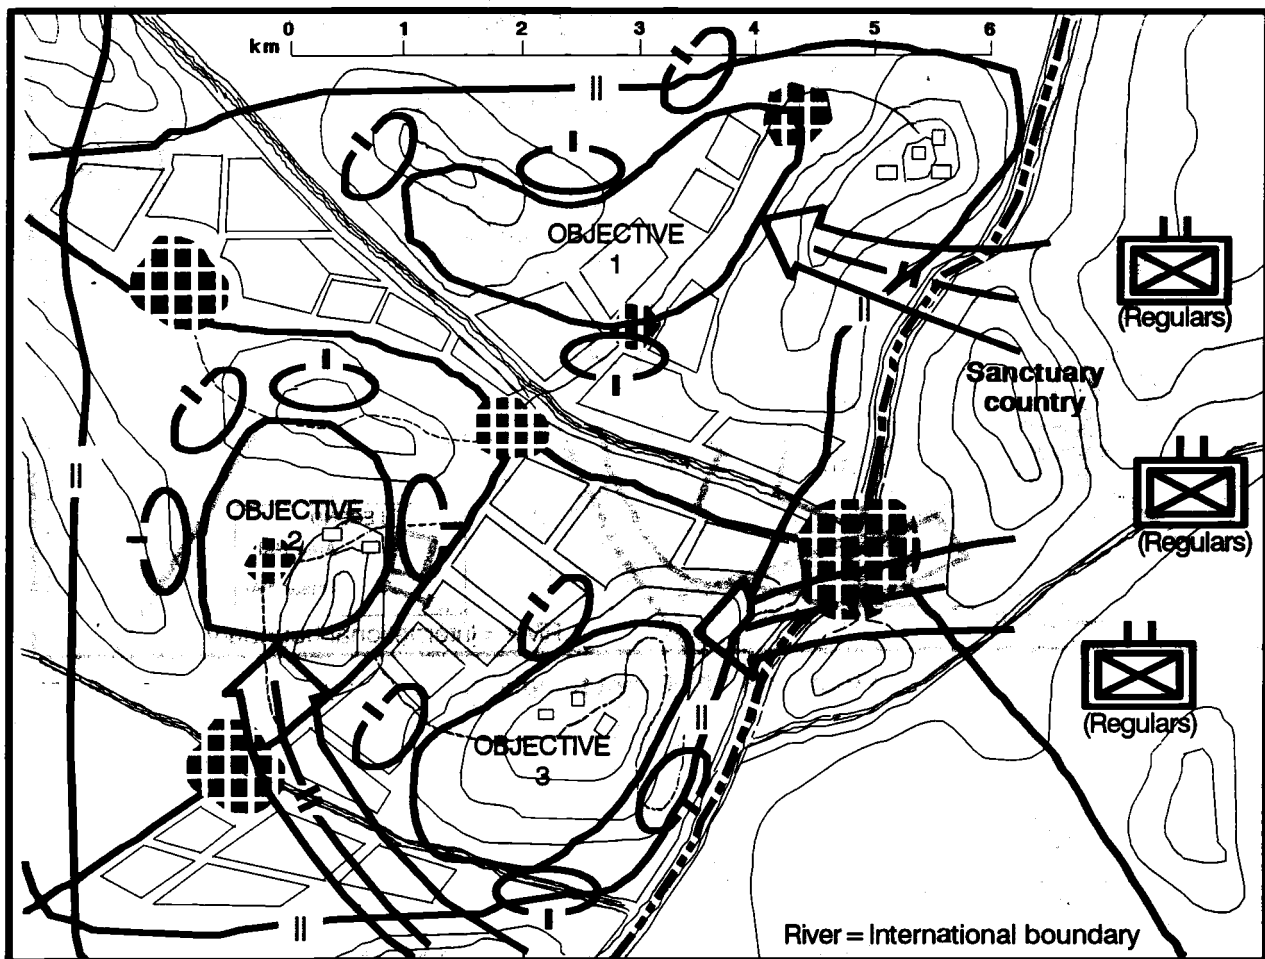 0 1 2 3 4 5 6
km
OBJECTIVE
1
(Regulars)
Sanctuary
country
OBJECTIVE
2
(Regulars)
(Regulars)
OBJECTIVE
3
River = International boundary